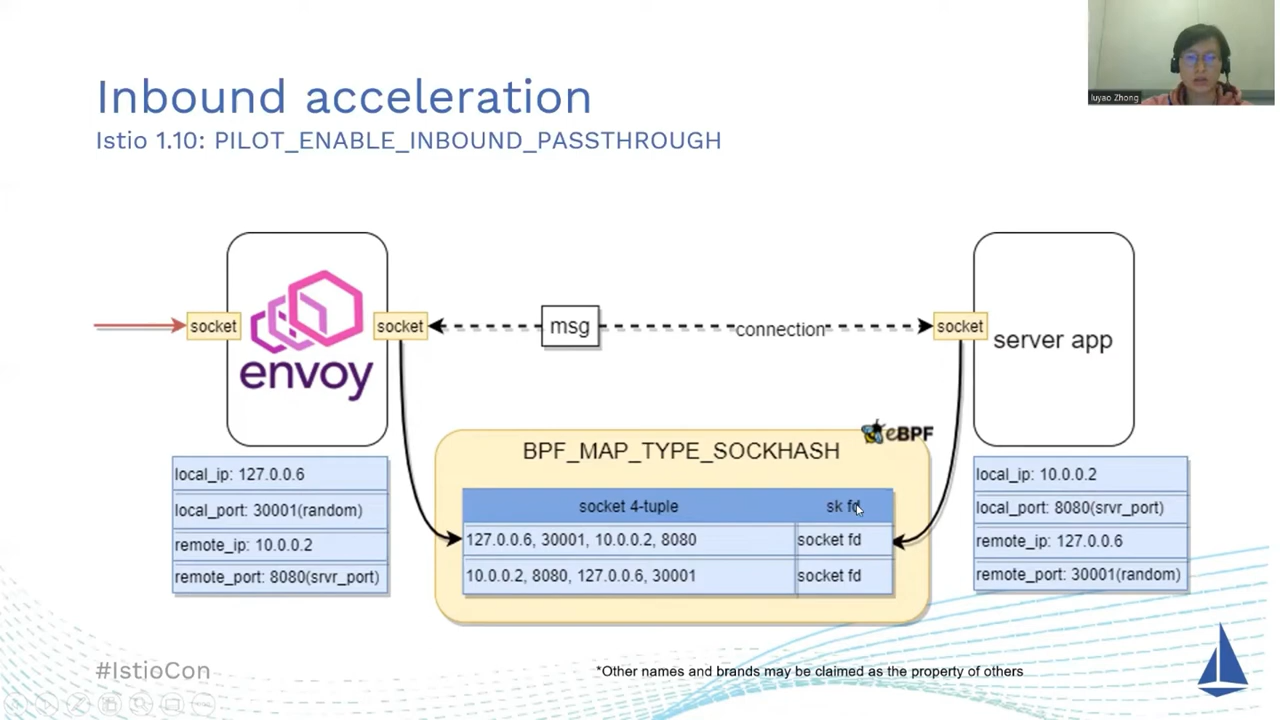 Inbound acceleration
Istio 1.10: PILOT_ENABLE_INBOUND_PASSTHROUGH
luyao Zhong
socket
envoy
socket
msg
connection
socket
server app
eBPF
BPF_MAP_TYPE_SOCKHASH
socket 4-tuple sk fd
127.0.0.6, 30001, 10.0.0.2, 8080 socket fd
10.0.0.2, 8080, 127.0.0.6, 30001 socket fd
local_ip: 127.0.0.6
local_port: 30001(random)
remote_ip: 10.0.0.2
remote_port: 8080(srvr_port)
local_ip: 10.0.0.2
local_port: 8080(srvr_port)
remote_ip: 127.0.0.6
remote_port: 30001(random)
#IstioCon
*Other names and brands may be claimed as the property of others